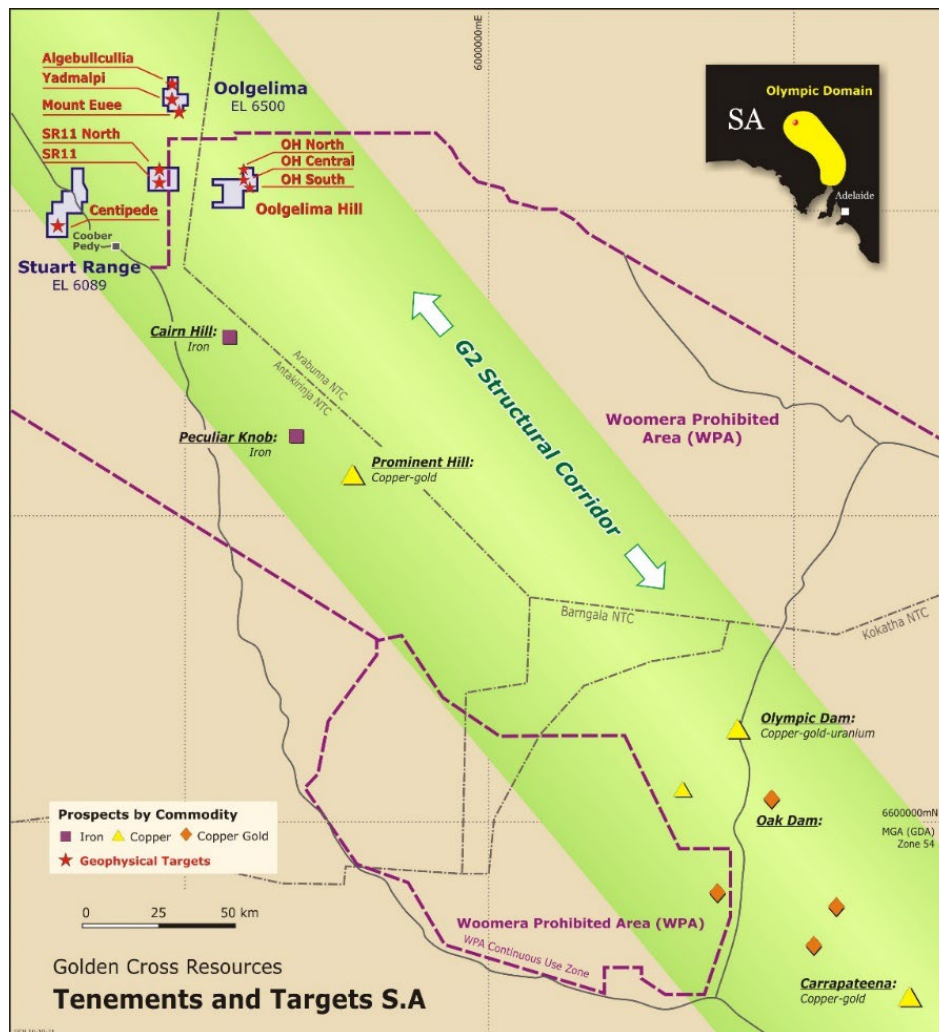 6000000mE
Algebullcullia
Yadmalpi
Mount Euee
Oolgelima
EL 6500
SR11 North
SR11
OH North
OH Central
OH South
Oolgelima Hill
Centipede
Coober
Pedy
Stuart Range
EL 6089
Olympic Domain
SA
Adelaide
Cairn Hill:
Iron
Arabunna NTC
Antakirinja NTC
G2 Structural Corridor
Peculiar Knob:
Iron
Prominent Hill:
Copper-gold
Woomera Prohibited
Area (WPA)
Barngala NTC
Kokatha NTC
Olympic Dam:
Copper-gold-uranium
Oak Dam:
6600000mN
MGA (GDA)
Zone 54
Prospects by Commodity
Iron Copper Copper Gold
Geophysical Targets
0 25 50 km
Woomera Prohibited Area (WPA)
WPA Continuous Use Zone
Carrapateena:
Copper-gold
Golden Cross Resources
Tenements and Targets S.A